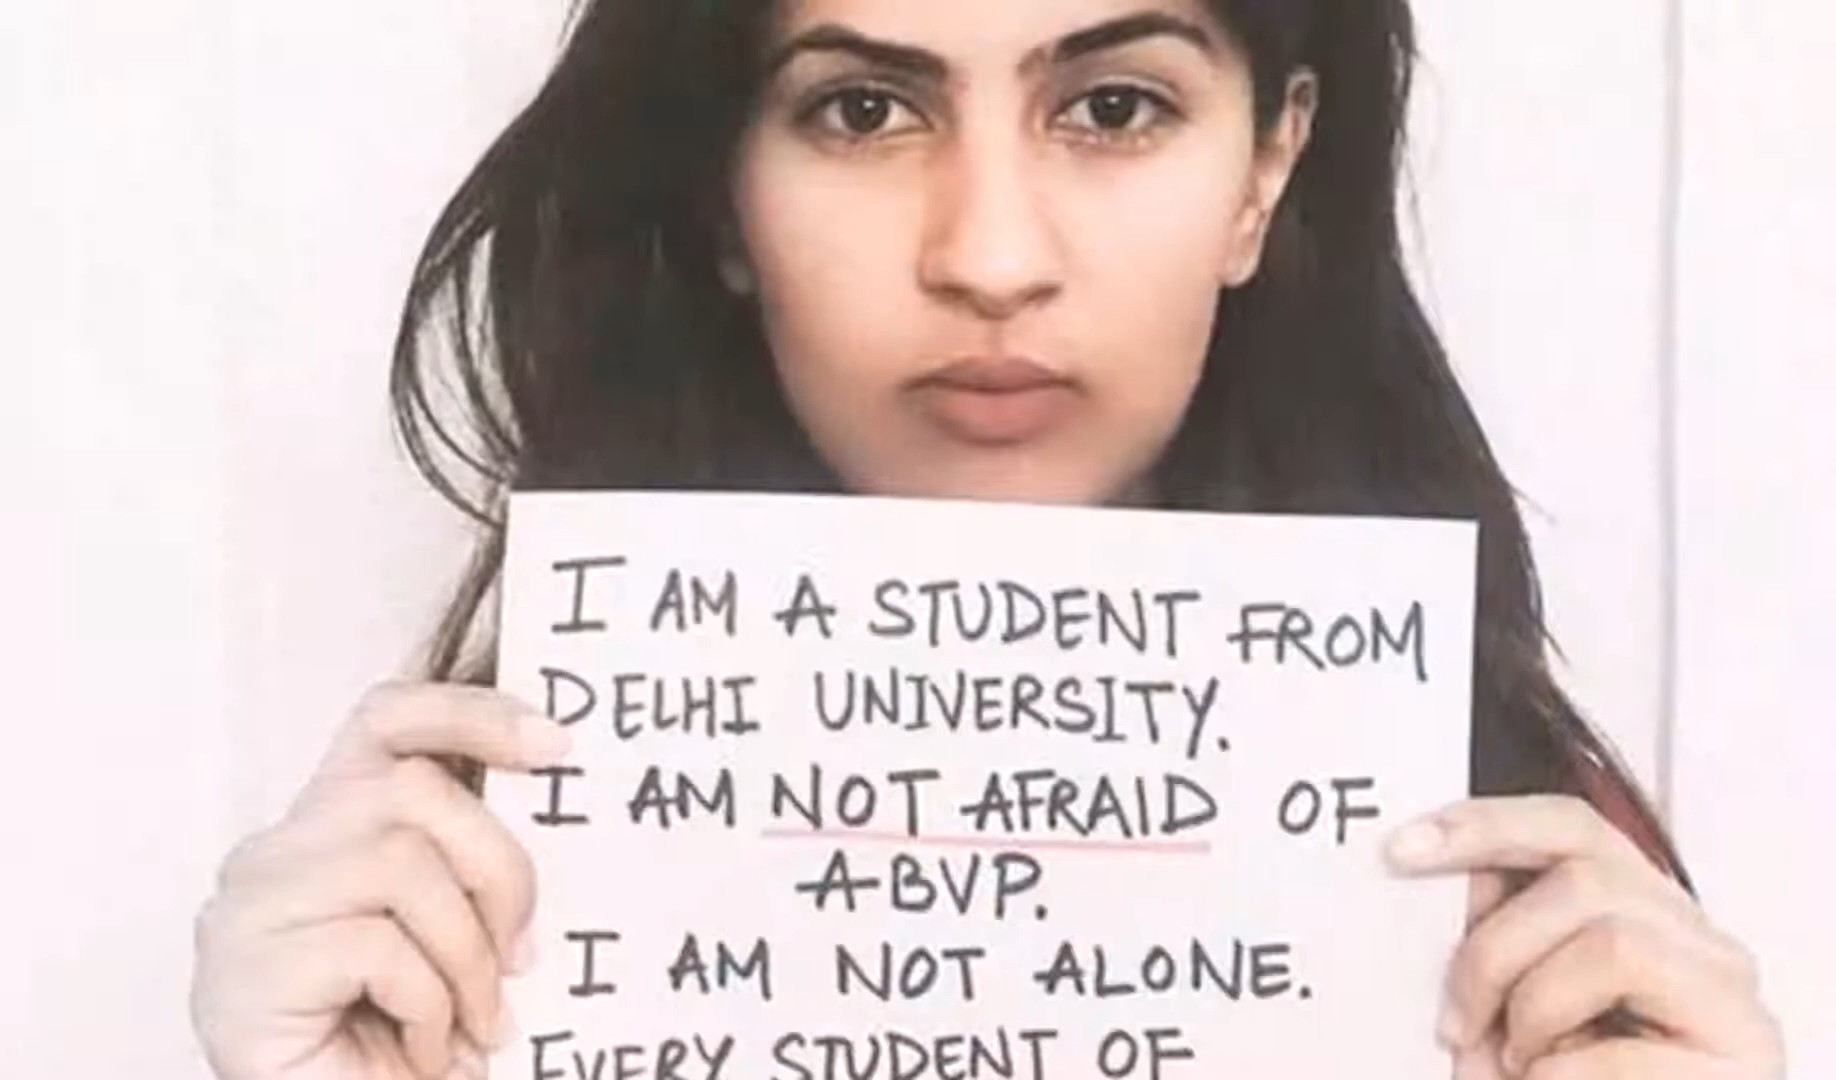 I AM A STUDENT FROM
DELHI UNIVERSITY.
I AM NOT AFRAID OF
ABVP.
I AM NOT ALONE.
EVERY STUDENT OF